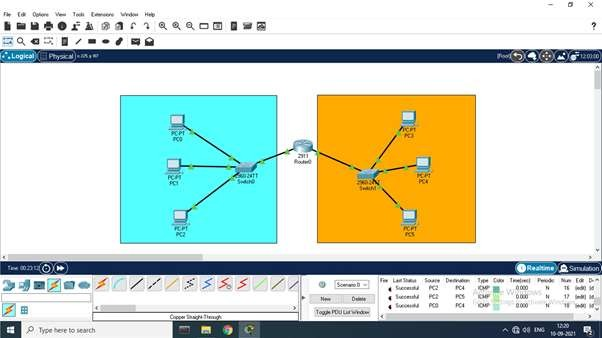 File Edit Options View Tools Extensions Window Help
Logical Physical x: 225, y: 97 [Root] 12:03:00
PC-PT
PC0
PC-PT
PC1
PC-PT
PC2
2960-24TT
Switch0
2911
Router0
2960-24TT
Switch1
PC-PT
PC3
PC-PT
PC4
PC-PT
PC5
Time: 00:23:12 Realtime Simulation
Scenario 0
New Delete
Toggle PDU List Window
Copper Straight-Through
Fire Last Status Source Destination Type Color Time(sec) Periodic Num Edit
Successful PC2 PC4 ICMP 0.000 N 16 (edit)
Successful PC2 PC5 ICMP 0.000 N 17 (edit)
Successful PC0 PC4 ICMP 0.000 N 18 (edit)
Type here to search
ENG
12:20
10-09-2021